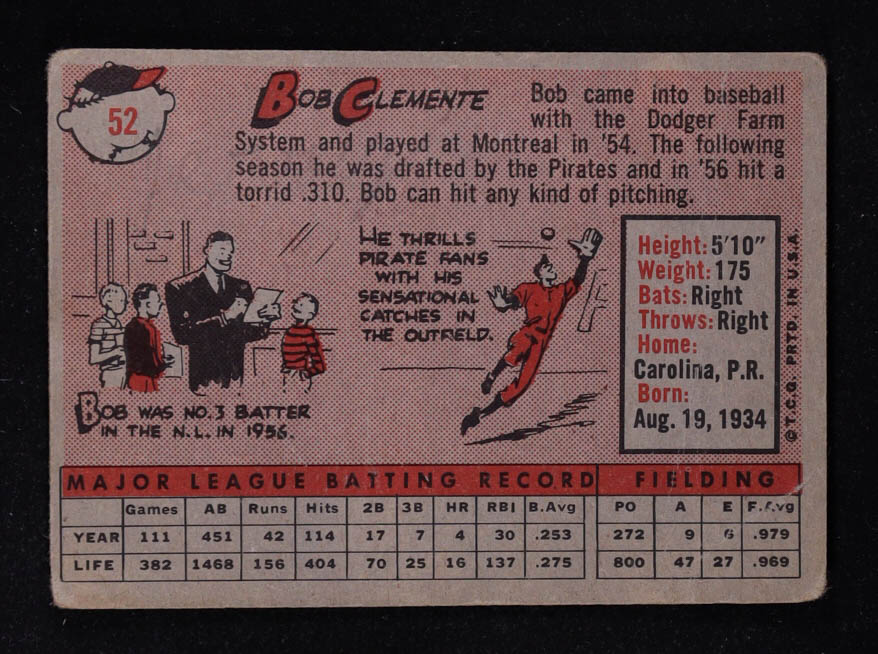 52
BOB CLEMENTE
Bob came into baseball
with the Dodger Farm
System and played at Montreal in '54. The following
season he was drafted by the Pirates and in '56 hit a
torrid .310. Bob can hit any kind of pitching.
BOB WAS NO. 3 BATTER
IN THE N.L. IN 1956.
HE THRILLS
PIRATE FANS
WITH HIS
SENSATIONAL
CATCHES IN
THE OUTFIELD.
Height: 5'10"
Weight: 175
Bats: Right
Throws: Right
Home:
Carolina, P.R.
Born:
Aug. 19, 1934
© T.C.G. PRTD. IN U.S.A.
MAJOR LEAGUE BATTING RECORD FIELDING
Games AB Runs Hits 2B 3B HR RBI B.Avg PO A E F.Avg
YEAR 111 451 42 114 17 7 4 30 .253 272 9 6 .979
LIFE 382 1468 156 404 70 25 16 137 .275 800 47 27 .969